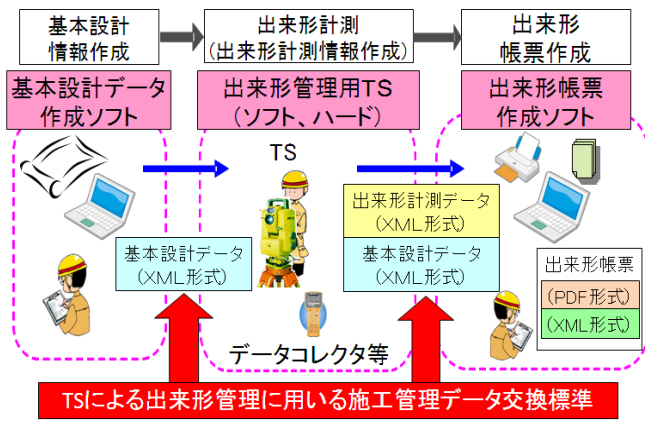 基本設計
情報作成
出来形計測
(出来形計測情報作成)
出来形
帳票作成
基本設計データ
作成ソフト
出来形管理用TS
(ソフト、ハード)
出来形帳票
作成ソフト
TS
基本設計データ
(XML形式)
出来形計測データ
(XML形式)
基本設計データ
(XML形式)
出来形帳票
(PDF形式)
(XML形式)
データコレクタ等
TSによる出来形管理に用いる施工管理データ交換標準